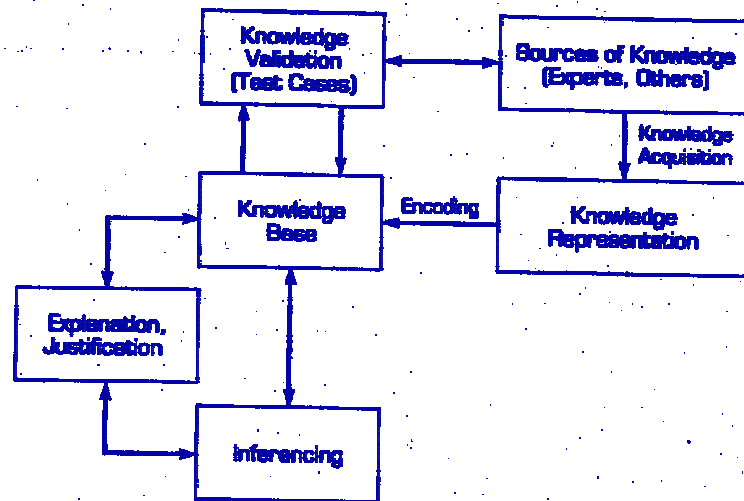 Knowledge
Validation
(Test Cases)
Sources of Knowledge
(Experts, Others)
Knowledge
Acquisition
Knowledge
Base
Encoding
Knowledge
Representation
Explanation,
Justification
Inferencing